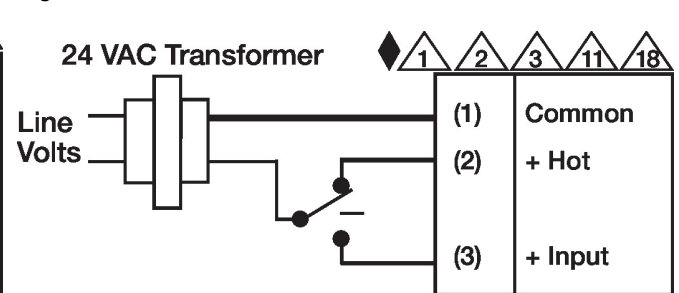 24 VAC Transformer
1 2 3 11 18
Line
Volts
(1) Common
(2) + Hot
(3) + Input